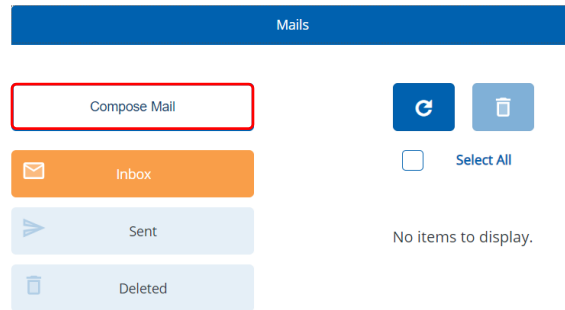 Mails
Compose Mail
Inbox
Select All
Sent
No items to display.
Deleted